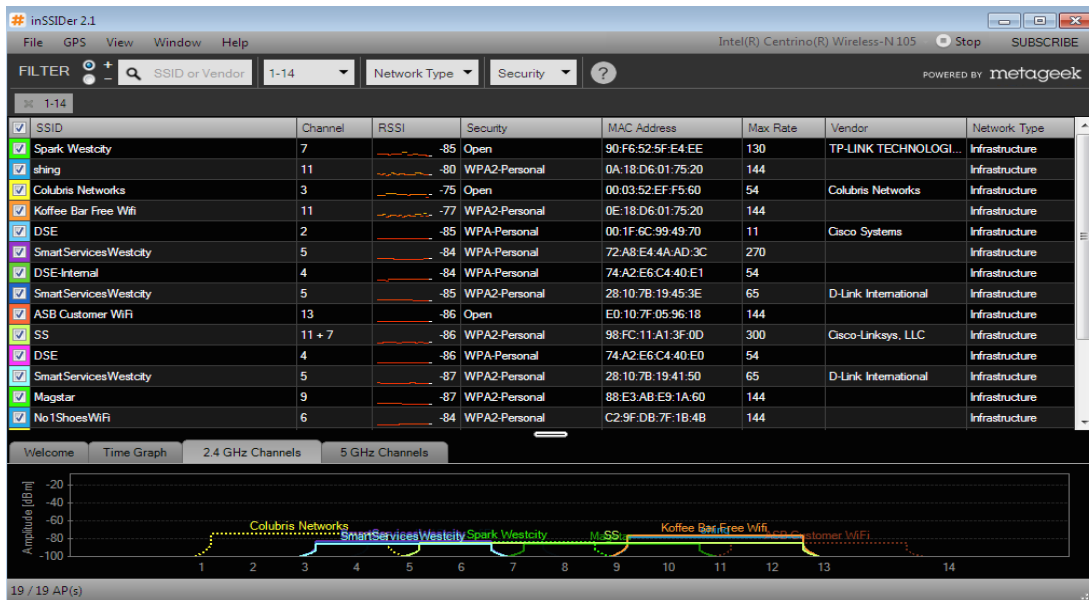 inSSIDer 2.1
File GPS View Window Help Intel(R) Centrino(R) Wireless-N 105 Stop SUBSCRIBE
FILTER + - SSID or Vendor 1-14 Network Type Security ? POWERED BY metageek
1-14
SSID Channel RSSI Security MAC Address Max Rate Vendor Network Type
Spark Westcity 7 -85 Open 90:F6:52:5F:E4:EE 130 TP-LINK TECHNOLOGI... Infrastructure
shing 11 -80 WPA2-Personal 0A:18:D6:01:75:20 144 Infrastructure
Colubris Networks 3 -75 Open 00:03:52:EF:F5:60 54 Colubris Networks Infrastructure
Koffee Bar Free Wifi 11 -77 WPA2-Personal 0E:18:D6:01:75:20 144 Infrastructure
DSE 2 -85 WPA-Personal 00:1F:6C:99:49:70 11 Cisco Systems Infrastructure
SmartServicesWestcity 5 -84 WPA-Personal 72:A8:E4:4A:AD:3C 270 Infrastructure
DSE-Internal 4 -84 WPA-Personal 74:A2:E6:C4:40:E1 54 Infrastructure
SmartServicesWestcity 5 -85 WPA2-Personal 28:10:7B:19:45:3E 65 D-Link International Infrastructure
ASB Customer WiFi 13 -86 Open E0:10:7F:05:96:18 144 Infrastructure
SS 11 + 7 -86 WPA2-Personal 98:FC:11:A1:3F:0D 300 Cisco-Linksys, LLC Infrastructure
DSE 4 -86 WPA2-Personal 74:A2:E6:C4:40:E0 54 Infrastructure
SmartServicesWestcity 5 -87 WPA2-Personal 28:10:7B:19:41:50 65 D-Link International Infrastructure
Magstar 9 -87 WPA2-Personal 88:E3:AB:E9:1A:60 144 Infrastructure
No1ShoesWiFi 6 -84 WPA2-Personal C2:9F:DB:7F:1B:4B 144 Infrastructure
Welcome Time Graph 2.4 GHz Channels 5 GHz Channels
Amplitude [dBm]
-20
-40
-60
-80
-100
Colubris Networks
SmartServicesWestcity
Spark Westcity
SS
Koffee Bar Free Wifi
1 2 3 4 5 6 7 8 9 10 11 12 13 14
19 / 19 AP(s)